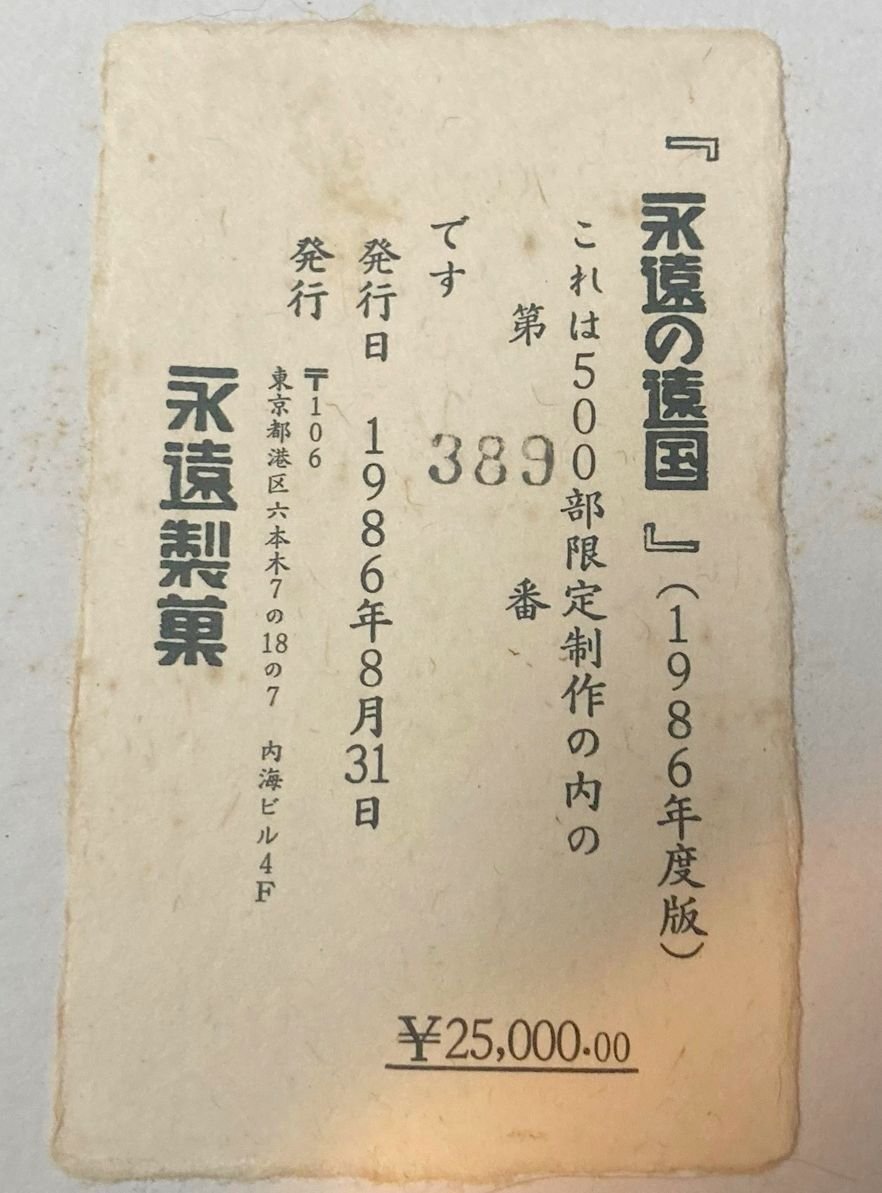 『永遠の遠国』（1986年度版）
これは500部限定制作の内の
第389番
です
発行日　1986年8月31日
発行
〒106
東京都港区六本木7の18の7　内海ビル4F
永遠製菓
¥25,000.00